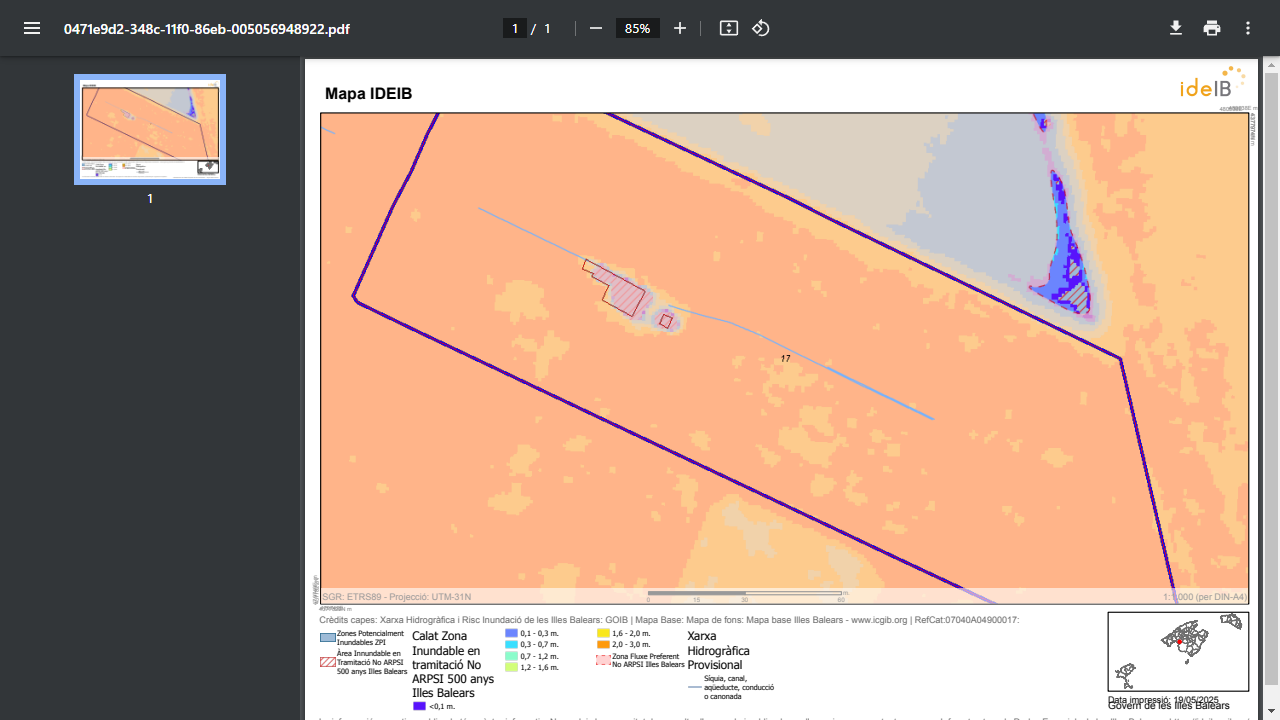 0471e9d2-348c-11f0-86eb-005056948922.pdf
1 / 1
85%
1
Mapa IDEIB
ideIB
17
SGR: ETRS89 - Projecció: UTM-31N
0 15 30 60 m.
1:1.000 (per DIN-A4)
Crèdits capes: Xarxa Hidrogràfica i Risc Inundació de les Illes Balears: GOIB | Mapa Base: Mapa de fons: Mapa base Illes Balears - www.icgib.org | RefCat:07040A04900017:
Zones Potencialment
Inundables ZPI
Àrea Innundable en
Tramitació No ARPSI
500 anys Illes Balears
Calat Zona
Inundable en
tramitació No
ARPSI 500 anys
Illes Balears
<0,1 m.
0,1 - 0,3 m.
0,3 - 0,7 m.
0,7 - 1,2 m.
1,2 - 1,6 m.
1,6 - 2,0 m.
2,0 - 3,0 m.
Zona Fluxe Preferent
No ARPSI Illes Balears
Xarxa
Hidrogràfica
Provisional
Síquia, canal,
aqüeducte, conducció
o canonada
Data impressió: 19/05/2025
Govern de les Illes Balears